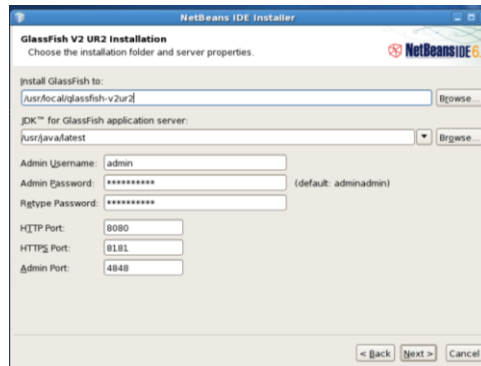 NetBeans IDE Installer
GlassFish V2 UR2 Installation
Choose the installation folder and server properties.
NetBeans IDE 6.
Install GlassFish to:
/usr/local/glassfish-v2ur2
Browse...
JDK™ for GlassFish application server:
/usr/java/latest
Browse...
Admin Username: admin
Admin Password: ********** (default: adminadmin)
Retype Password: **********
HTTP Port: 8080
HTTPS Port: 8181
Admin Port: 4848
< Back Next > Cancel